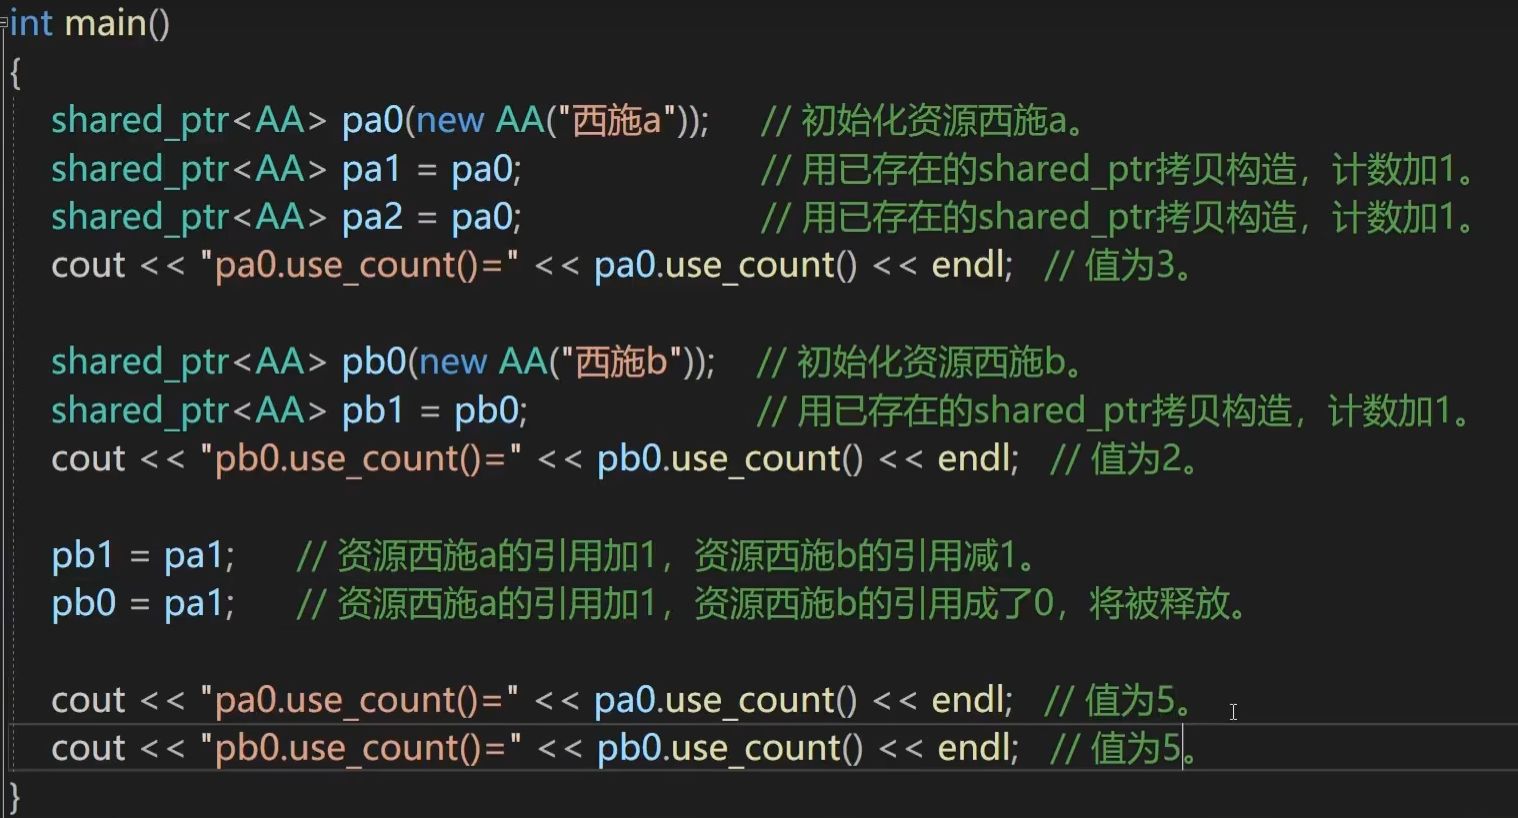 int main()
{
shared_ptr<AA> pa0(new AA("西施a")); // 初始化资源西施a。
shared_ptr<AA> pa1 = pa0; // 用已存在的shared_ptr拷贝构造，计数加1。
shared_ptr<AA> pa2 = pa0; // 用已存在的shared_ptr拷贝构造，计数加1。
cout << "pa0.use_count()=" << pa0.use_count() << endl; // 值为3。
shared_ptr<AA> pb0(new AA("西施b")); // 初始化资源西施b。
shared_ptr<AA> pb1 = pb0; // 用已存在的shared_ptr拷贝构造，计数加1。
cout << "pb0.use_count()=" << pb0.use_count() << endl; // 值为2。
pb1 = pa1; // 资源西施a的引用加1，资源西施b的引用减1。
pb0 = pa1; // 资源西施a的引用加1，资源西施b的引用成了0，将被释放。
cout << "pa0.use_count()=" << pa0.use_count() << endl; // 值为5。
cout << "pb0.use_count()=" << pb0.use_count() << endl; // 值为5。
}